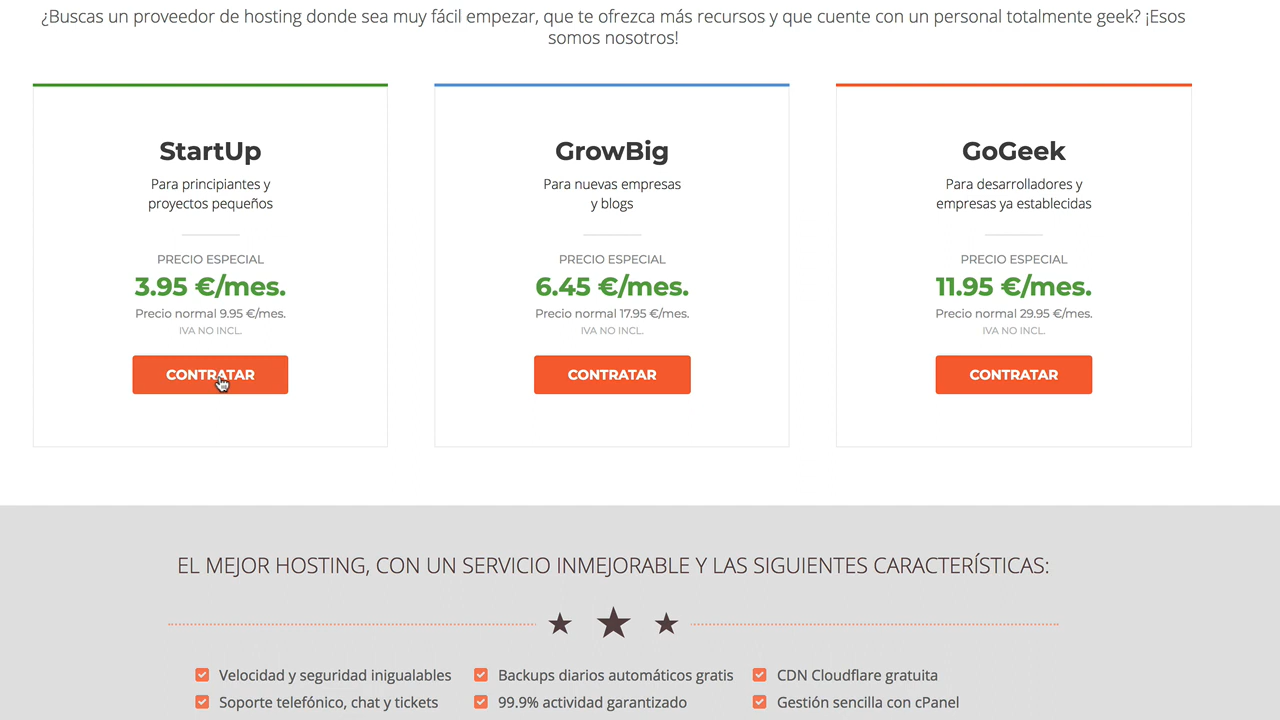 ¿Buscas un proveedor de hosting donde sea muy fácil empezar, que te ofrezca más recursos y que cuente con un personal totalmente geek? ¡Esos
somos nosotros!
StartUp
Para principiantes y
proyectos pequeños
PRECIO ESPECIAL
3.95 €/mes.
Precio normal 9.95 €/mes.
IVA NO INCL.
CONTRATAR
GrowBig
Para nuevas empresas
y blogs
PRECIO ESPECIAL
6.45 €/mes.
Precio normal 17.95 €/mes.
IVA NO INCL.
CONTRATAR
GoGeek
Para desarrolladores y
empresas ya establecidas
PRECIO ESPECIAL
11.95 €/mes.
Precio normal 29.95 €/mes.
IVA NO INCL.
CONTRATAR
EL MEJOR HOSTING, CON UN SERVICIO INMEJORABLE Y LAS SIGUIENTES CARACTERÍSTICAS:
Velocidad y seguridad inigualables
Soporte telefónico, chat y tickets
Backups diarios automáticos gratis
99.9% actividad garantizado
CDN Cloudflare gratuita
Gestión sencilla con cPanel